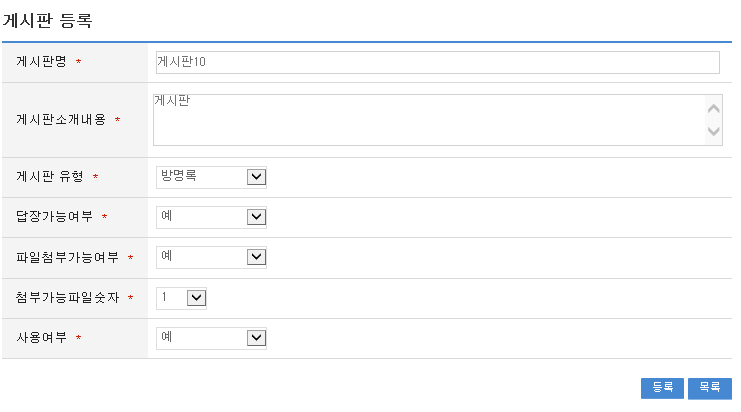 게시판 등록
게시판명 * 게시판10
게시판소개내용 * 게시판
게시판 유형 * 방명록
답장가능여부 * 예
파일첨부가능여부 * 예
첨부가능파일숫자 * 1
사용여부 * 예
등록 목록